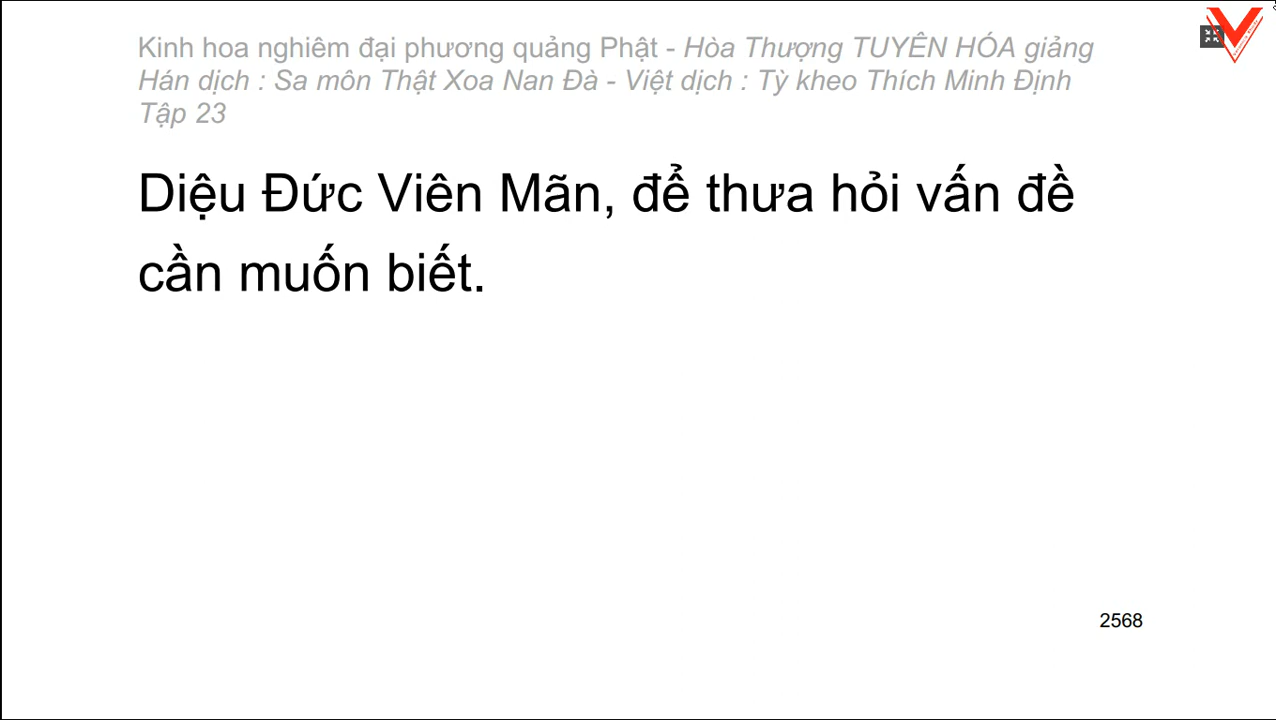 Kinh hoa nghiêm đại phương quảng Phật - Hòa Thượng TUYÊN HÓA giảng
Hán dịch : Sa môn Thật Xoa Nan Đà - Việt dịch : Tỳ kheo Thích Minh Định
Tập 23
Diệu Đức Viên Mãn, để thưa hỏi vấn đề
cần muốn biết.
2568